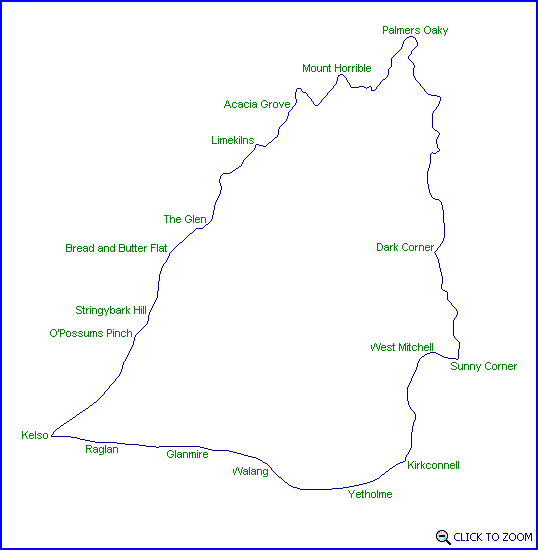 Palmers Oaky
Mount Horrible
Acacia Grove
Limekilns
The Glen
Bread and Butter Flat
Dark Corner
Stringybark Hill
O'Possums Pinch
West Mitchell
Sunny Corner
Kelso
Raglan
Glanmire
Walang
Kirkconnell
Yetholme
CLICK TO ZOOM